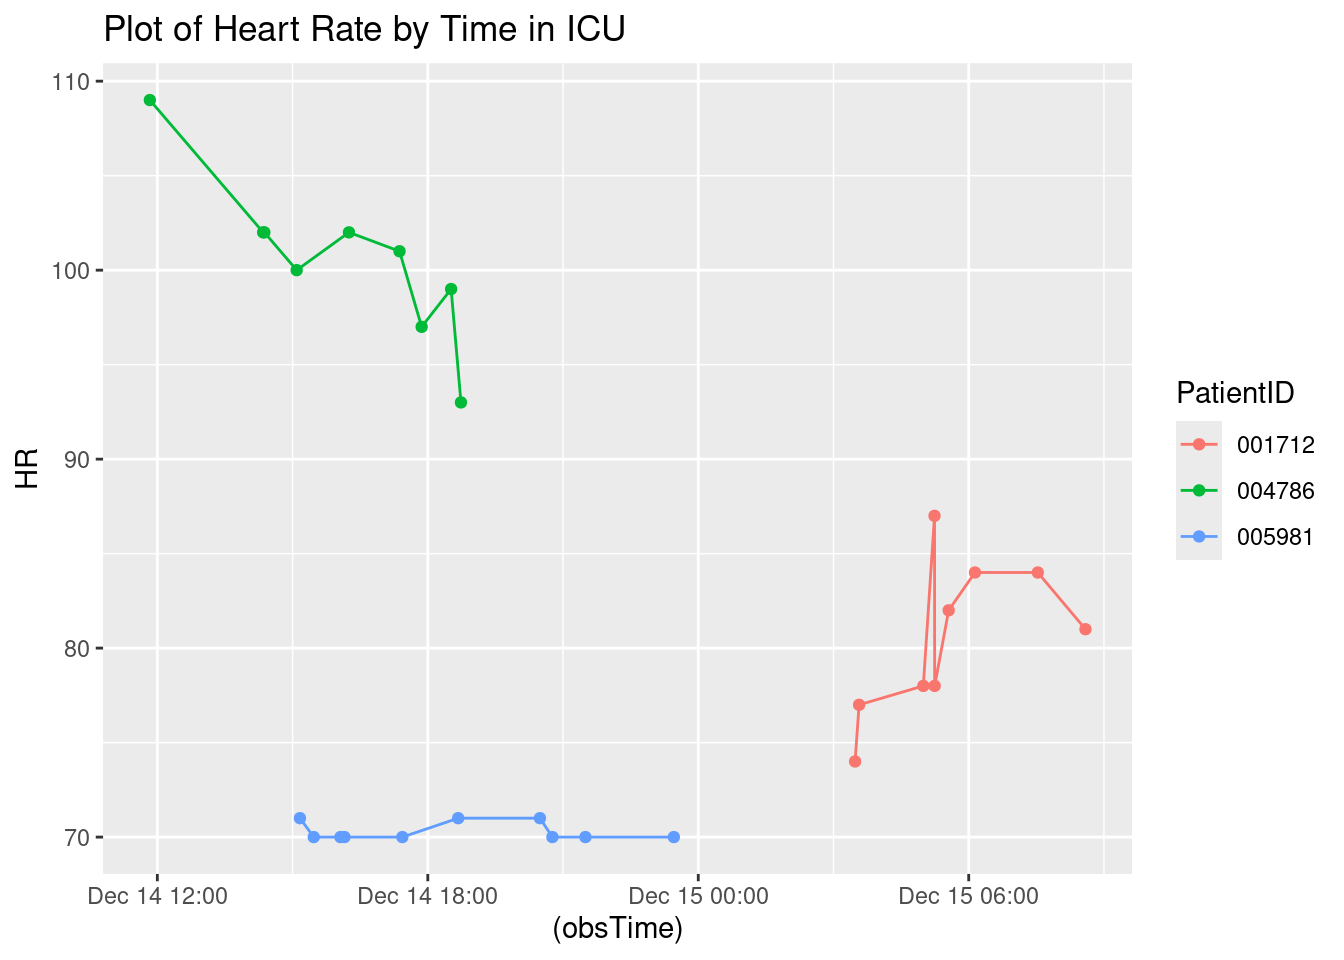 Plot of Heart Rate by Time in ICU
110
100
90
80
70
HR
Dec 14 12:00 Dec 14 18:00 Dec 15 00:00 Dec 15 06:00
(obsTime)
PatientID
001712
004786
005981